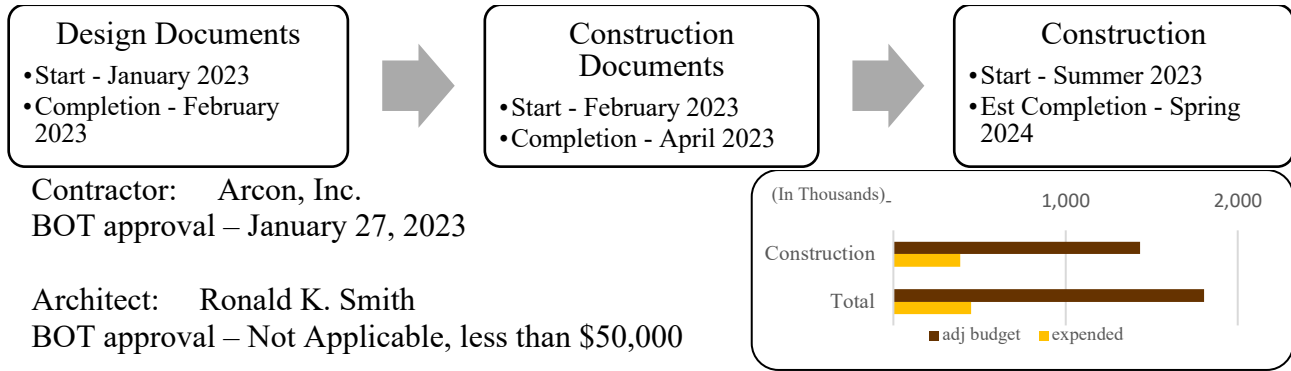 Design Documents
•Start - January 2023
•Completion - February
2023
Construction
Documents
•Start - February 2023
•Completion - April 2023
Construction
•Start - Summer 2023
•Est Completion - Spring
2024
Contractor: Arcon, Inc.
BOT approval – January 27, 2023
Architect: Ronald K. Smith
BOT approval – Not Applicable, less than $50,000
(In Thousands) - 1,000 2,000
Construction
Total
adj budget expended